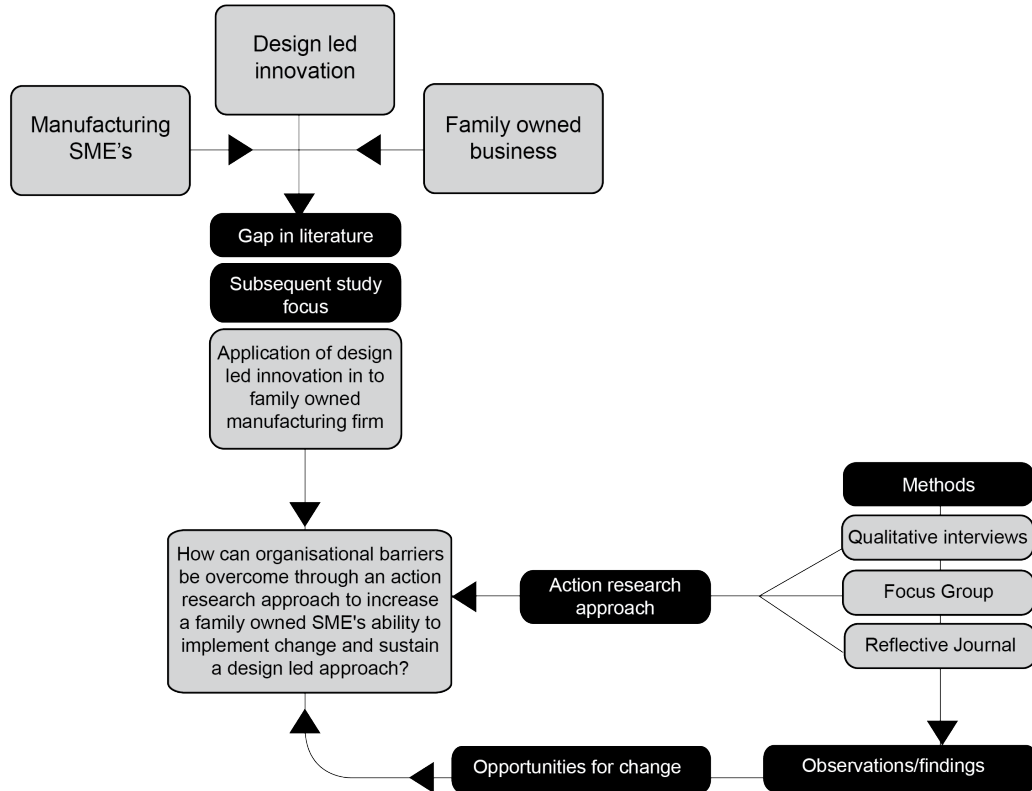 Design led
innovation
Manufacturing
SME's
Family owned
business
Gap in literature
Subsequent study
focus
Application of design
led innovation in to
family owned
manufacturing firm
How can organisational barriers
be overcome through an action
research approach to increase
a family owned SME's ability to
implement change and sustain
a design led approach?
Action research
approach
Methods
Qualitative interviews
Focus Group
Reflective Journal
Opportunities for change
Observations/findings